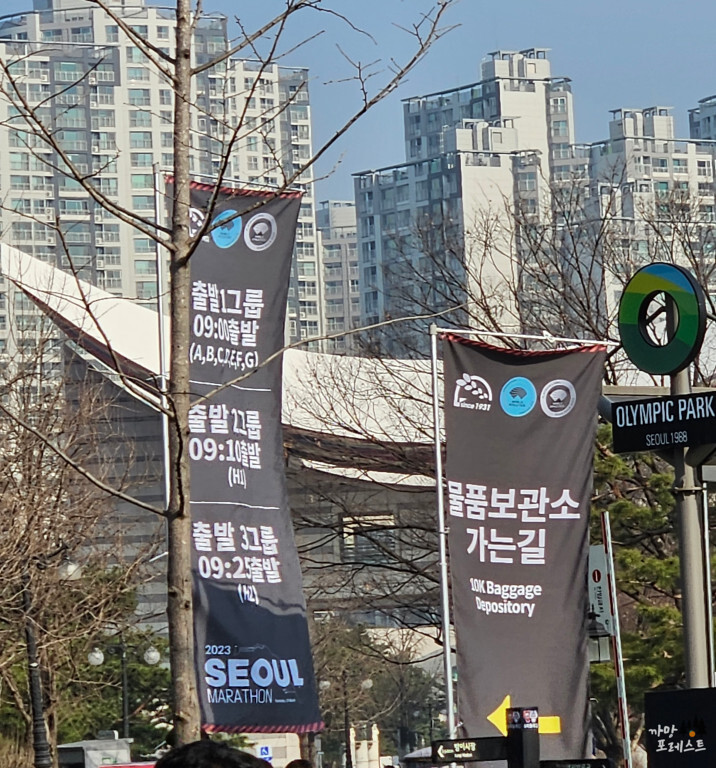 출발1그룹
09:00출발
(A,B,C,D,E,F,G)
출발 2그룹
09:10출발
(H1)
출발 3그룹
09:25출발
(H2)
2023
SEOUL
MARATHON
since 1931
물품보관소
가는길
10K Baggage
Depository
OLYMPIC PARK
SEOUL 1988
까망
포레스트